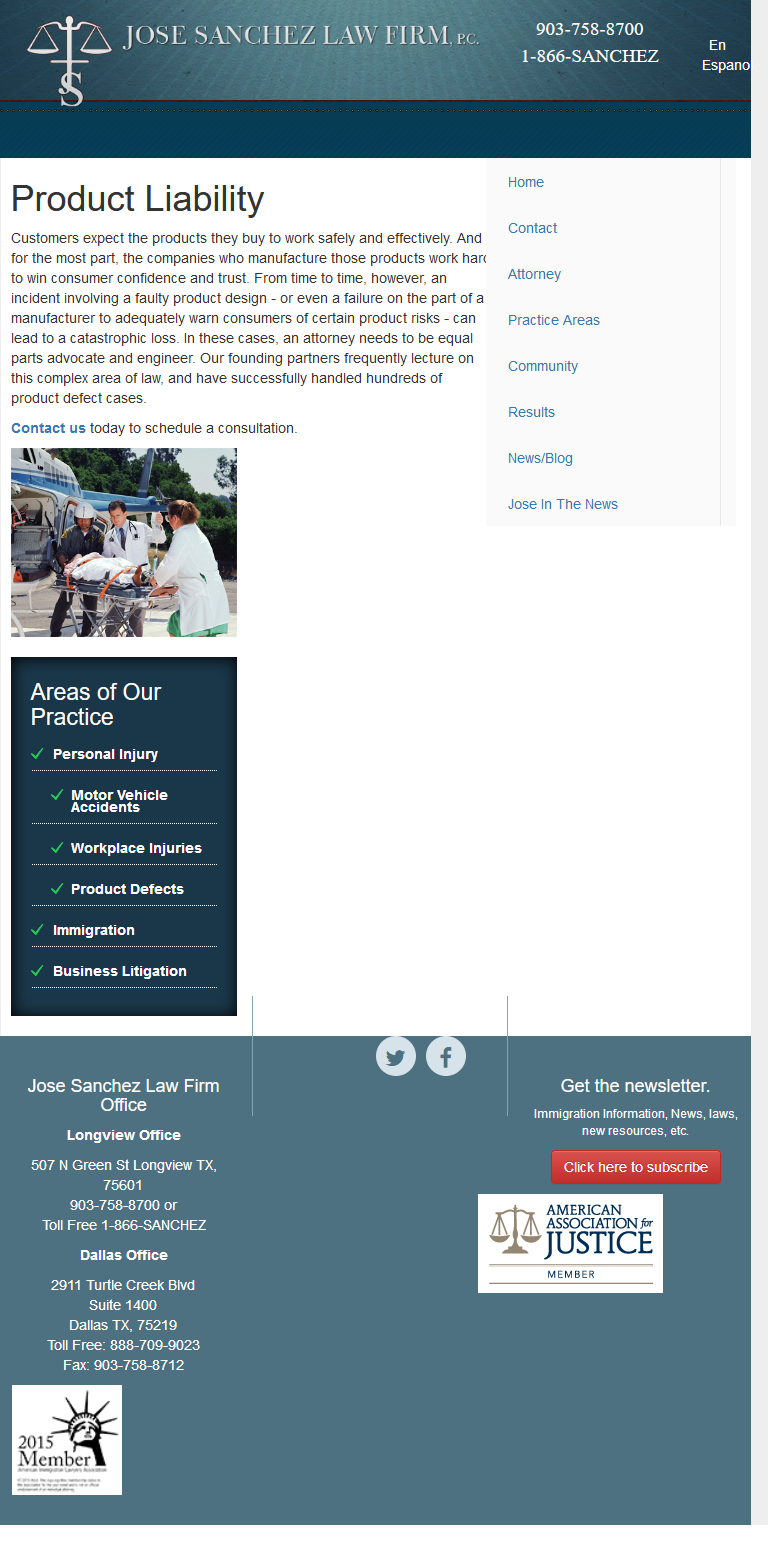 JOSE SANCHEZ LAW FIRM, P.C.
903-758-8700
1-866-SANCHEZ
En
Espano
Product Liability
Customers expect the products they buy to work safely and effectively. And
for the most part, the companies who manufacture those products work hard
to win consumer confidence and trust. From time to time, however, an
incident involving a faulty product design - or even a failure on the part of a
manufacturer to adequately warn consumers of certain product risks - can
lead to a catastrophic loss. In these cases, an attorney needs to be equal
parts advocate and engineer. Our founding partners frequently lecture on
this complex area of law, and have successfully handled hundreds of
product defect cases.
Contact us today to schedule a consultation.
Home
Contact
Attorney
Practice Areas
Community
Results
News/Blog
Jose In The News
Areas of Our
Practice
Personal Injury
Motor Vehicle
Accidents
Workplace Injuries
Product Defects
Immigration
Business Litigation
Jose Sanchez Law Firm
Office
Longview Office
507 N Green St Longview TX,
75601
903-758-8700 or
Toll Free 1-866-SANCHEZ
Dallas Office
2911 Turtle Creek Blvd
Suite 1400
Dallas TX, 75219
Toll Free: 888-709-9023
Fax: 903-758-8712
2015
Member
American Immigration Lawyers Association
Get the newsletter.
Immigration Information, News, laws,
new resources, etc.
Click here to subscribe
AMERICAN
ASSOCIATION for
JUSTICE
MEMBER